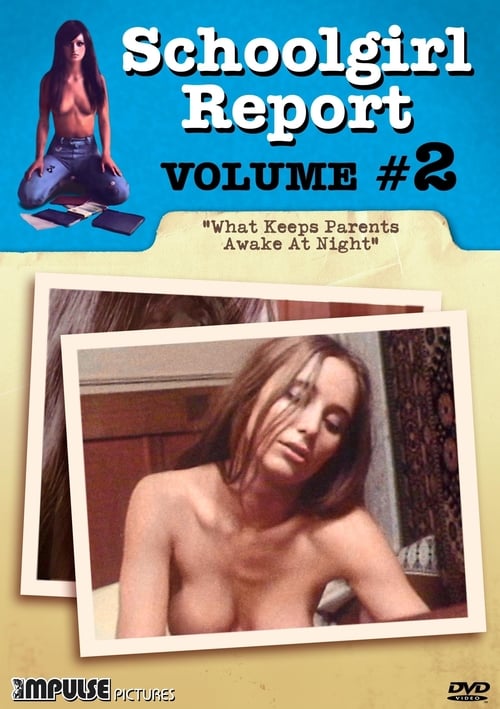 Schoolgirl
Report
VOLUME #2
"What Keeps Parents
Awake At Night"
IMPULSE PICTURES
DVD
VIDEO